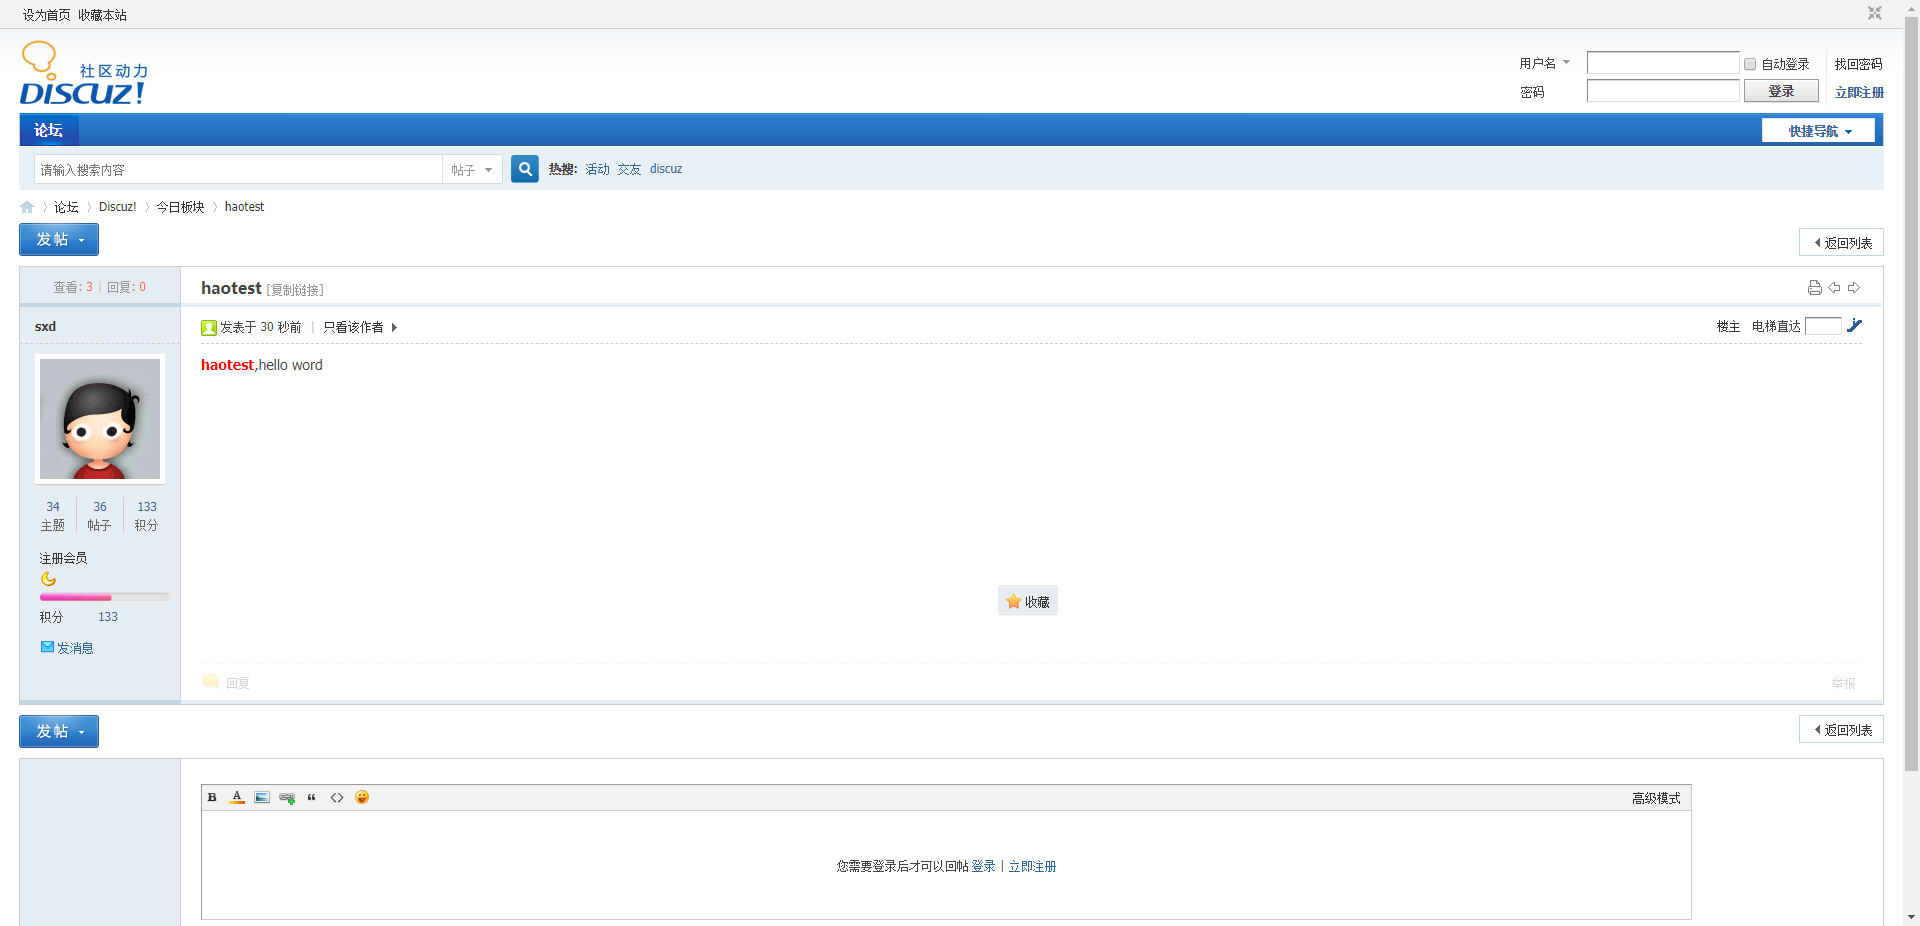 设为首页 收藏本站
社区动力
DISCUZ!
用户名 自动登录 找回密码
密码 登录 立即注册
论坛 快捷导航
请输入搜索内容 帖子 热搜: 活动 交友 discuz
论坛 Discuz! 今日板块 haotest
发帖 返回列表
查看: 3 | 回复: 0 haotest [复制链接]
sxd 发表于 30 秒前 | 只看该作者 楼主 电梯直达
haotest,hello word
34 36 133
主题 帖子 积分
注册会员
收藏
积分 133
发消息
回复 举报
发帖 返回列表
B A “ <> 高级模式
您需要登录后才可以回帖 登录 | 立即注册